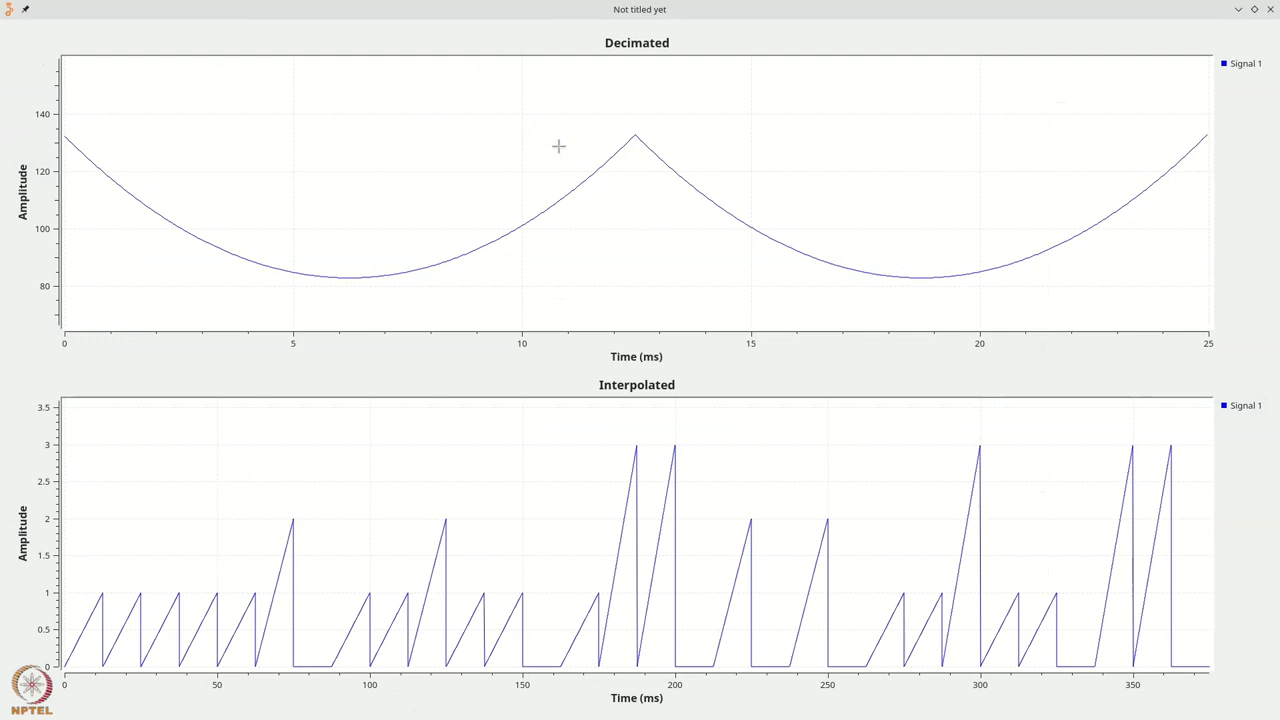 Not titled yet
Decimated
Signal 1
140
120
100
80
Amplitude
0 5 10 15 20 25
Time (ms)
Interpolated
Signal 1
3.5
3
2.5
2
1.5
1
0.5
0
Amplitude
0 50 100 150 200 250 300 350
Time (ms)
NPTEL